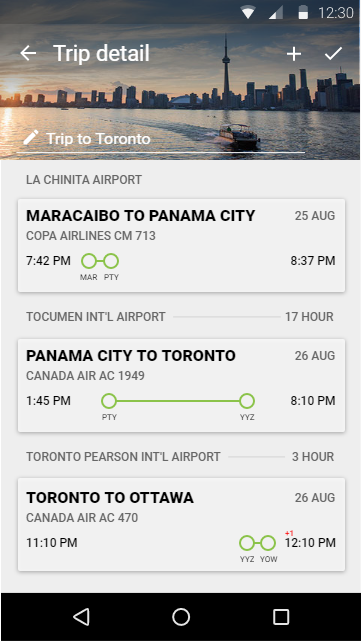 12:30
Trip detail
Trip to Toronto
LA CHINITA AIRPORT
MARACAIBO TO PANAMA CITY 25 AUG
COPA AIRLINES CM 713
7:42 PM 8:37 PM
MAR PTY
TOCUMEN INT'L AIRPORT 17 HOUR
PANAMA CITY TO TORONTO 26 AUG
CANADA AIR AC 1949
1:45 PM 8:10 PM
PTY YYZ
TORONTO PEARSON INT'L AIRPORT 3 HOUR
TORONTO TO OTTAWA 26 AUG
CANADA AIR AC 470
+1
11:10 PM 12:10 PM
YYZ YOW